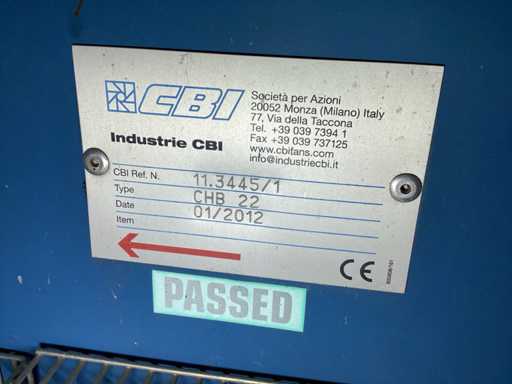 CBI
Industrie CBI
Società per Azioni
20052 Monza (Milano) Italy
77, Via della Taccona
Tel. +39 039 7394 1
Fax +39 039 737125
www.cbifans.com
info@industriecbi.it
CBI Ref. N. 11.3445/1
Type CHB 22
Date 01/2012
Item
CE
PASSED